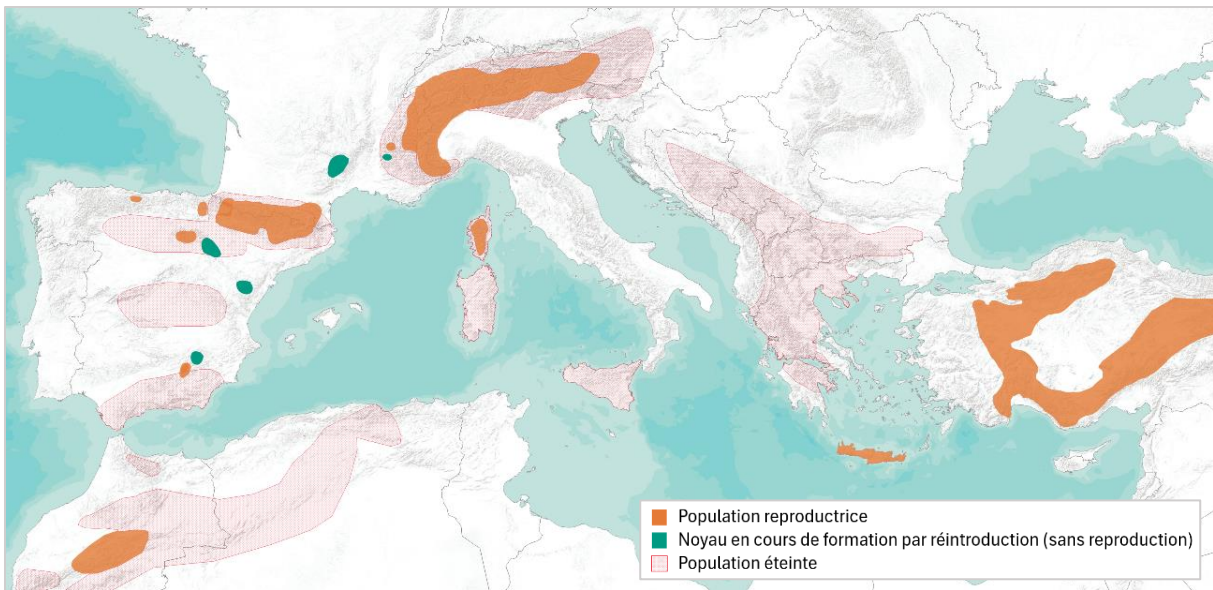 Population reproductrice
Noyau en cours de formation par réintroduction (sans reproduction)
Population éteinte